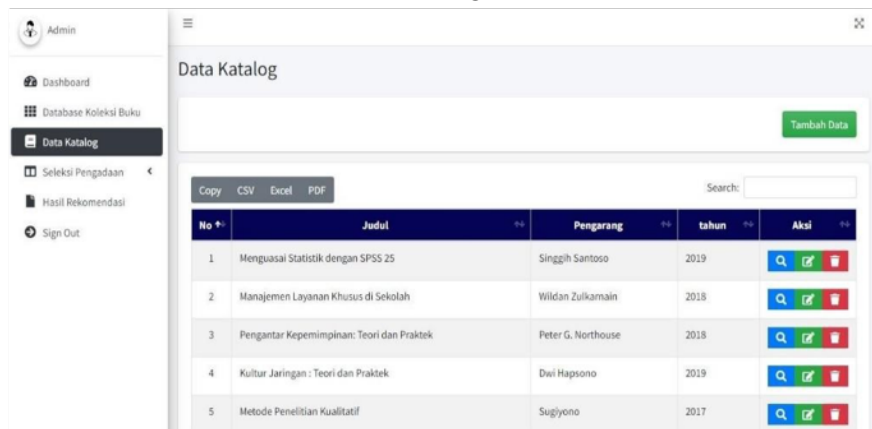 Admin
Dashboard
Database Koleksi Buku
Data Katalog
Seleksi Pengadaan
Hasil Rekomendasi
Sign Out
Data Katalog
Tambah Data
Copy CSV Excel PDF
Search:
No Judul Pengarang tahun Aksi
1 Menguasai Statistik dengan SPSS 25 Singgih Santoso 2019
2 Manajemen Layanan Khusus di Sekolah Wildan Zulkarnain 2018
3 Pengantar Kepemimpinan: Teori dan Praktek Peter G. Northouse 2018
4 Kultur Jaringan : Teori dan Praktek Dwi Hapsono 2019
5 Metode Penelitian Kualitatif Sugiyono 2017